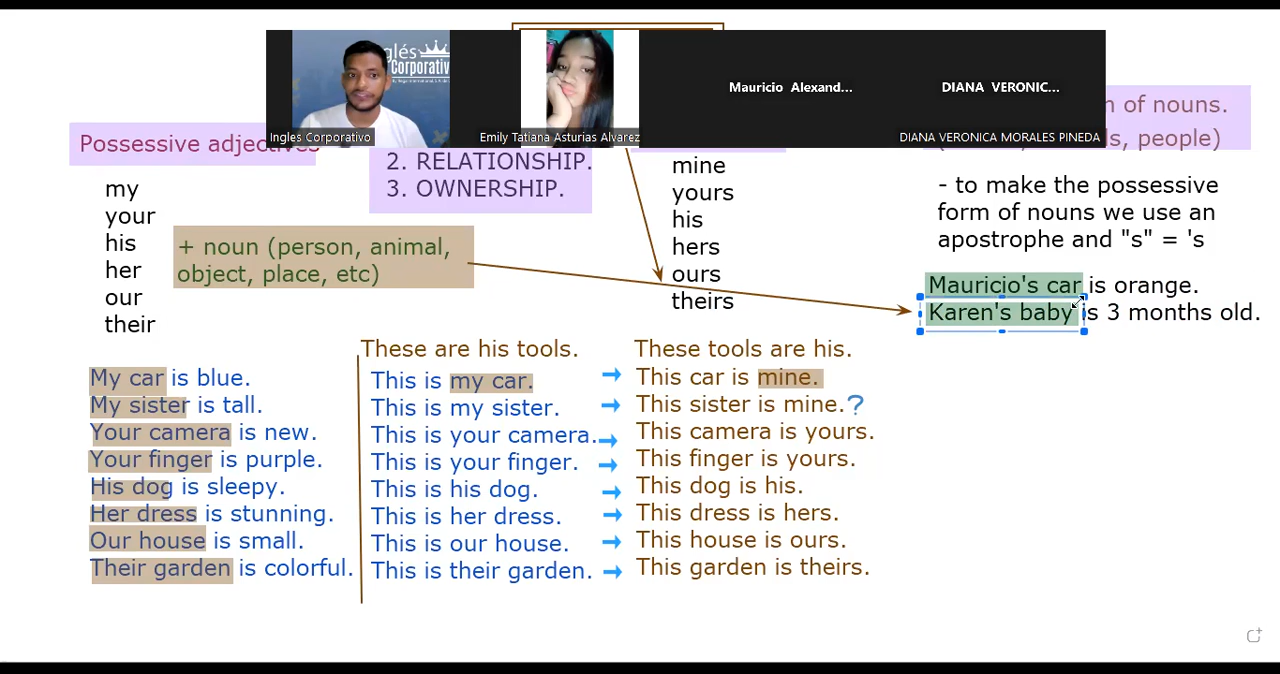 glés
Corporativ
Ingles Corporativo
Emily Tatiana Asturias Alvarez
Mauricio Alexand...
DIANA VERONIC...
DIANA VERONICA MORALES PINEDA
m of nouns.
s, people)
Possessive adjectives
my
your
his
her
our
their
+ noun (person, animal,
object, place, etc)
2. RELATIONSHIP.
3. OWNERSHIP.
mine
yours
his
hers
ours
theirs
- to make the possessive
form of nouns we use an
apostrophe and "s" = 's
Mauricio's car is orange.
Karen's baby is 3 months old.
My car is blue.
My sister is tall.
Your camera is new.
Your finger is purple.
His dog is sleepy.
Her dress is stunning.
Our house is small.
Their garden is colorful.
These are his tools.
This is my car.
This is my sister.
This is your camera.
This is your finger.
This is his dog.
This is her dress.
This is our house.
This is their garden.
These tools are his.
This car is mine.
This sister is mine.?
This camera is yours.
This finger is yours.
This dog is his.
This dress is hers.
This house is ours.
This garden is theirs.